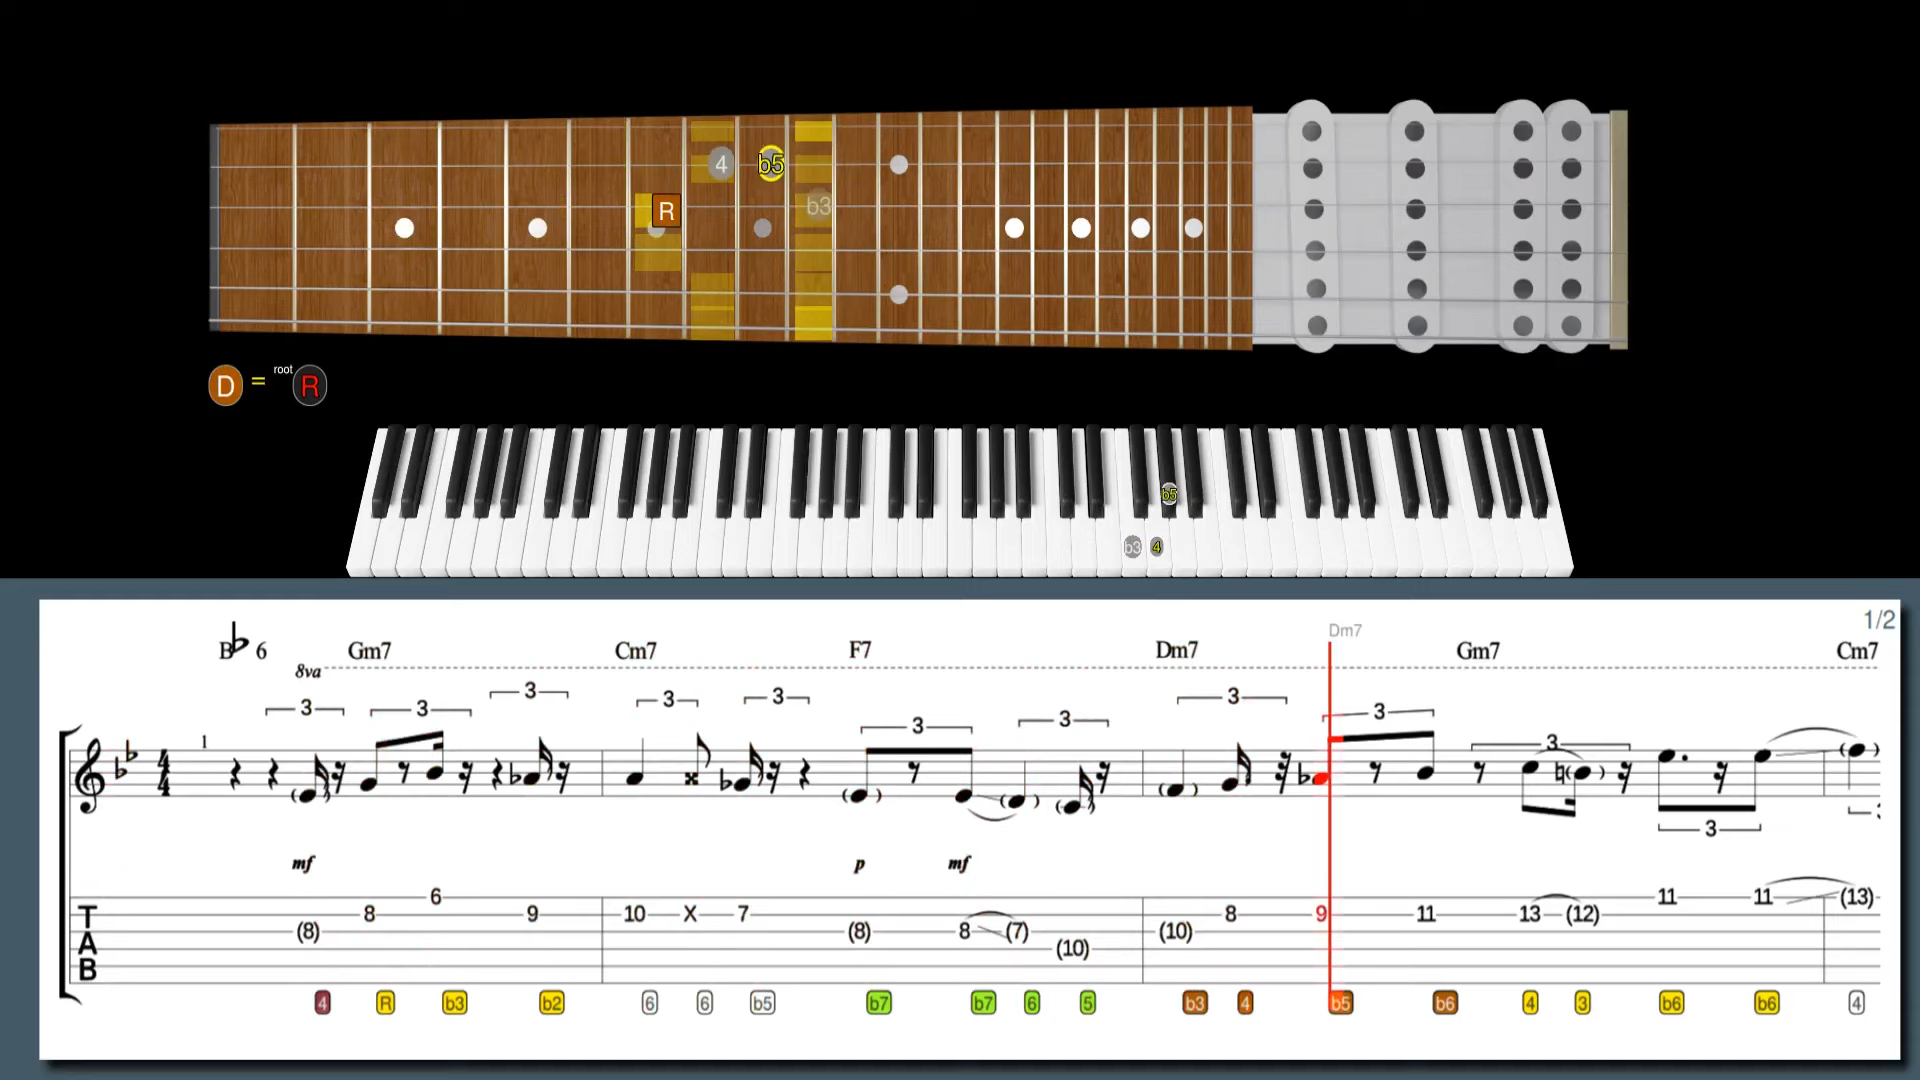 4 b5
R b3
D = root R
b5
b3 4
1/2
Dm7
B♭6 Gm7 Cm7 F7 Dm7 Gm7 Cm7
8va
3 3 3 3 3 3 3 3 3 3
1
4
4
3
mf p mf
6 11 11 (13)
T 8 9 10 X 7 8 9 11 13 (12)
A (8) (8) 8 (7) (10)
B (10)
4 R b3 b2 6 6 b5 b7 b7 6 5 b3 4 b5 b6 4 3 b6 b6 4